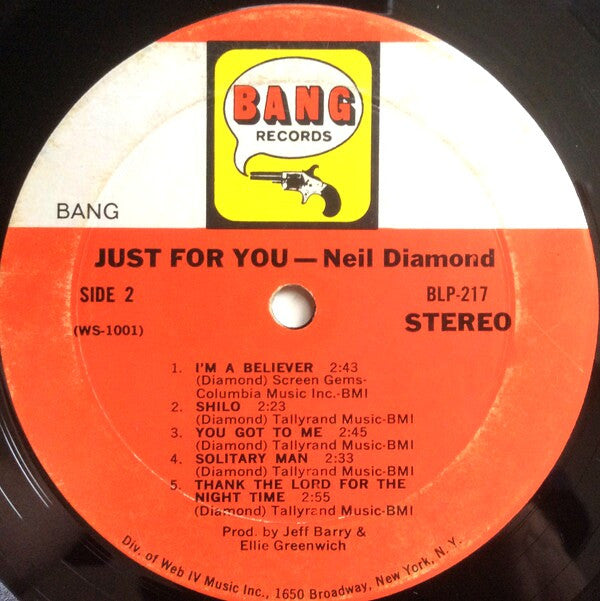 BANG
RECORDS
BANG
JUST FOR YOU — Neil Diamond
SIDE 2
BLP-217
(WS-1001)
STEREO
1. I'M A BELIEVER 2:43
(Diamond) Screen Gems-
Columbia Music Inc.-BMI
2. SHILO 2:23
(Diamond) Tallyrand Music-BMI
3. YOU GOT TO ME 2:45
(Diamond) Tallyrand Music-BMI
4. SOLITARY MAN 2:33
(Diamond) Tallyrand Music-BMI
5. THANK THE LORD FOR THE
NIGHT TIME 2:55
(Diamond) Tallyrand Music-BMI
Prod. by Jeff Barry &
Ellie Greenwich
Div. of Web IV Music Inc., 1650 Broadway, New York, N. Y.